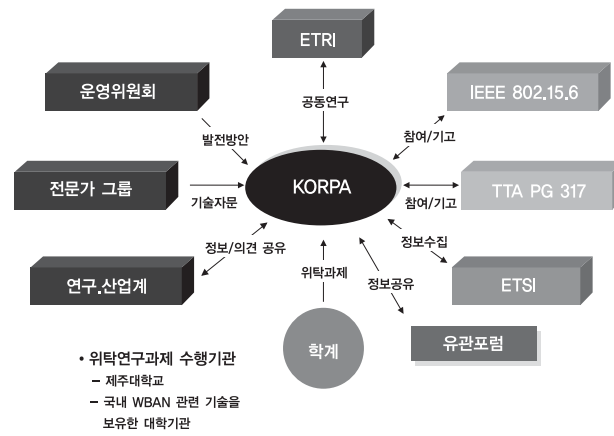 ETRI
운영위원회
공동연구
IEEE 802.15.6
발전방안
참여/기고
전문가 그룹
기술자문
KORPA
참여/기고
TTA PG 317
정보/의견 공유
정보수집
연구.산업계
위탁과제
정보공유
ETSI
학계
유관포럼
• 위탁연구과제 수행기관
– 제주대학교
– 국내 WBAN 관련 기술을
보유한 대학기관